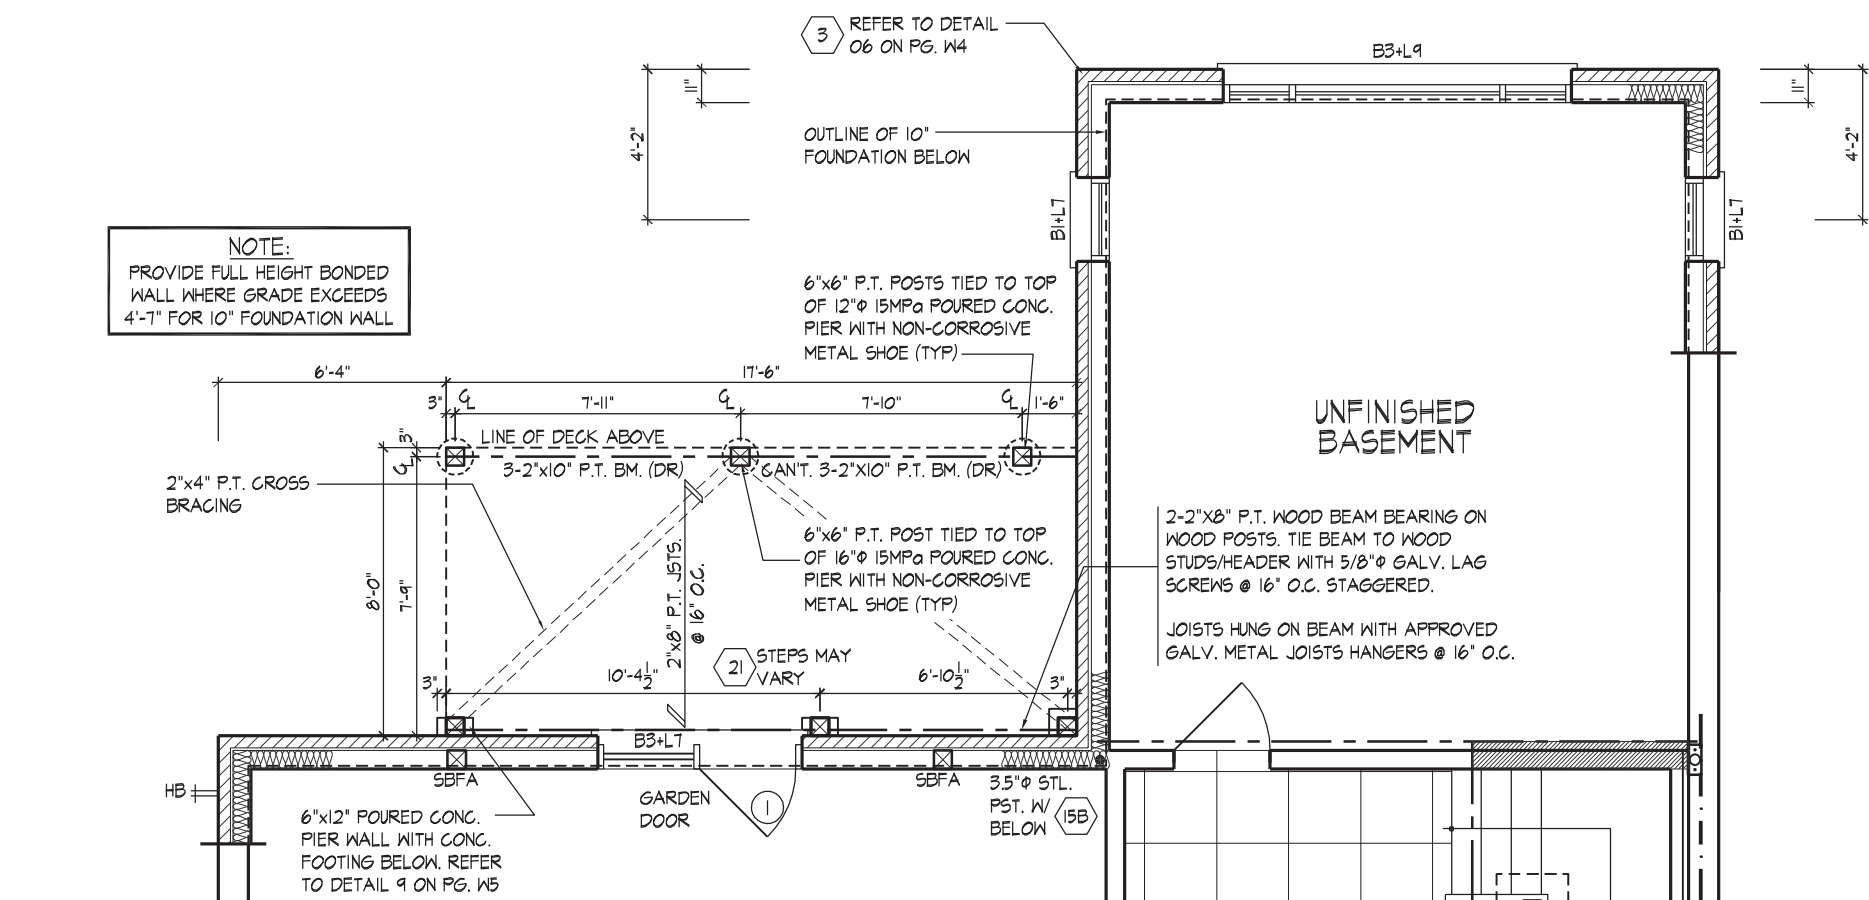 3
REFER TO DETAIL
06 ON PG. W4
B3+L9
11"
4'-2"
11"
4'-2"
OUTLINE OF 10"
FOUNDATION BELOW
B1+L7
B1+L7
NOTE:
PROVIDE FULL HEIGHT BONDED
WALL WHERE GRADE EXCEEDS
4'-7" FOR 10" FOUNDATION WALL
6"x6" P.T. POSTS TIED TO TOP
OF 12"Φ 15MPa POURED CONC.
PIER WITH NON-CORROSIVE
METAL SHOE (TYP)
6'-4"
17'-6"
3"
CL
7'-11"
CL
7'-10"
CL
1'-6"
UNFINISHED
BASEMENT
3"
CL
LINE OF DECK ABOVE
3-2"x10" P.T. BM. (DR)
CAN'T. 3-2"X10" P.T. BM. (DR)
2"x4" P.T. CROSS
BRACING
8'-0"
7'-9"
2"x8" P.T. JSTS.
@ 16" O.C.
6"x6" P.T. POST TIED TO TOP
OF 16"Φ 15MPa POURED CONC.
PIER WITH NON-CORROSIVE
METAL SHOE (TYP)
2-2"X8" P.T. WOOD BEAM BEARING ON
WOOD POSTS. TIE BEAM TO WOOD
STUDS/HEADER WITH 5/8"Φ GALV. LAG
SCREWS @ 16" O.C. STAGGERED.
JOISTS HUNG ON BEAM WITH APPROVED
GALV. METAL JOISTS HANGERS @ 16" O.C.
21
STEPS MAY
VARY
3"
10'-4 1/2"
6'-10 1/2"
3"
B3+L7
SBFA
SBFA
HB
GARDEN
DOOR
1
3.5"Φ STL.
PST. W/
BELOW
15B
6"x12" POURED CONC.
PIER WALL WITH CONC.
FOOTING BELOW. REFER
TO DETAIL 9 ON PG. W5